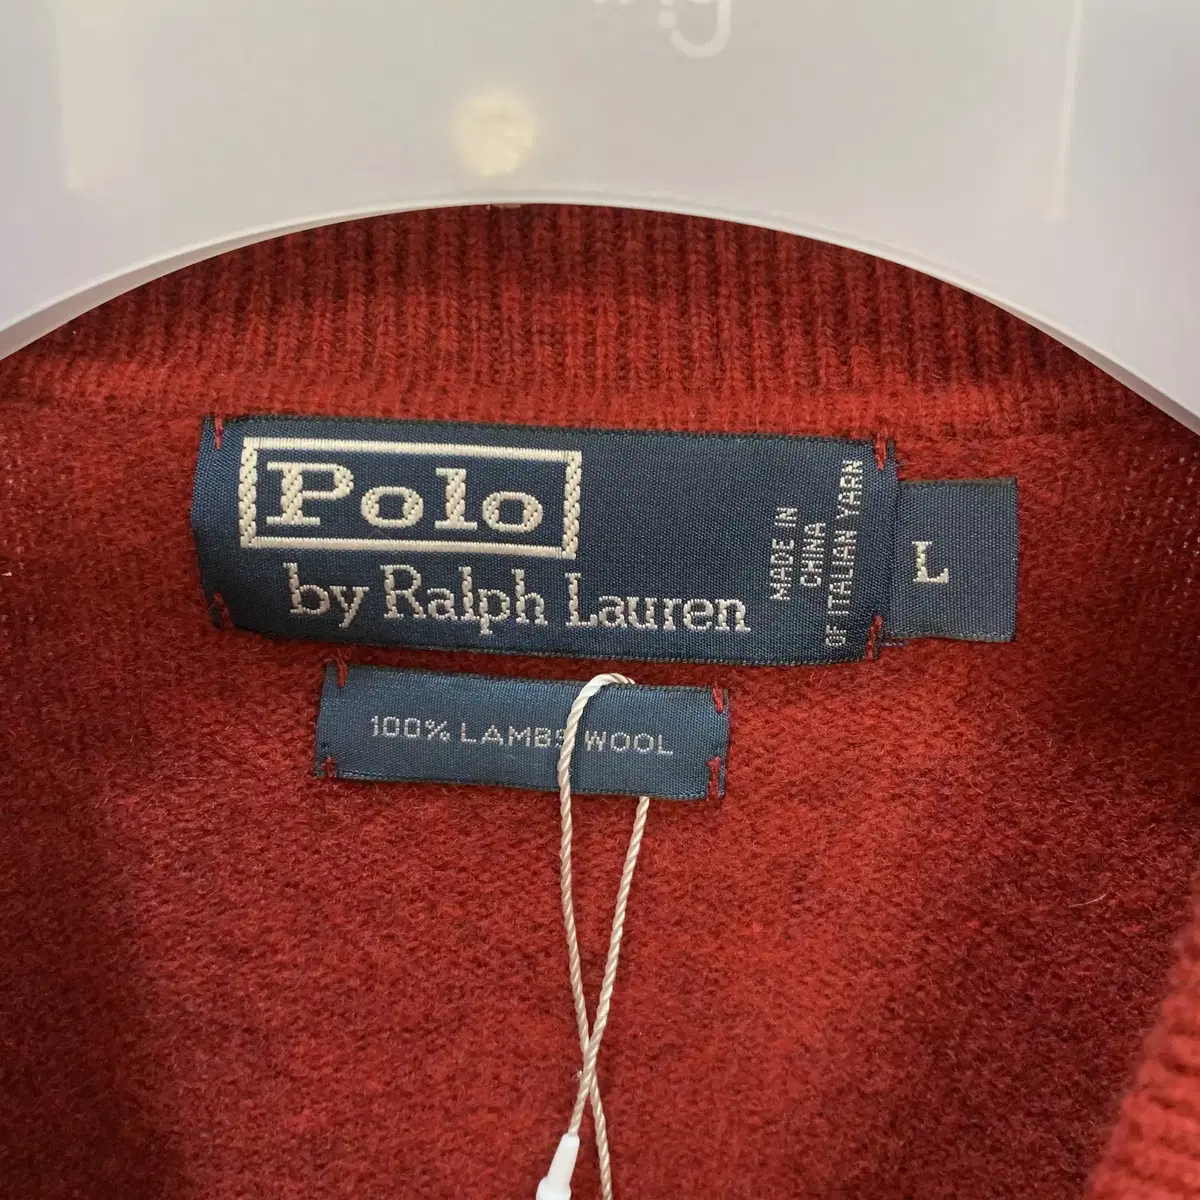 Polo
by Ralph Lauren
MADE IN
CHINA
OF ITALIAN YARN
L
100% LAMBS WOOL